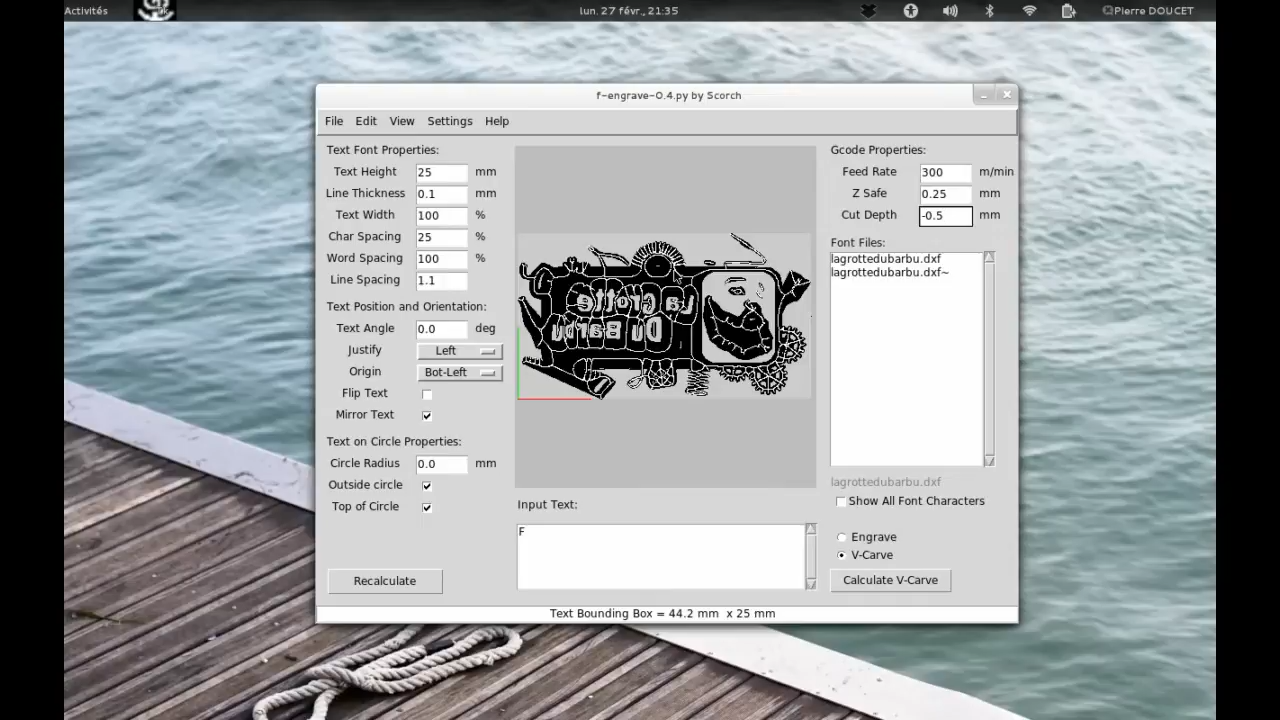 Activités lun. 27 févr., 21:35 Pierre DOUCET
f-engrave-0.4.py by Scorch
File Edit View Settings Help
Text Font Properties:
Text Height 25 mm
Line Thickness 0.1 mm
Text Width 100 %
Char Spacing 25 %
Word Spacing 100 %
Line Spacing 1.1
Text Position and Orientation:
Text Angle 0.0 deg
Justify Left
Origin Bot-Left
Flip Text
Mirror Text
Text on Circle Properties:
Circle Radius 0.0 mm
Outside circle
Top of Circle
Recalculate
La Grotte
Du Barbu
Input Text:
F
Gcode Properties:
Feed Rate 300 m/min
Z Safe 0.25 mm
Cut Depth -0.5 mm
Font Files:
lagrottedubarbu.dxf
lagrottedubarbu.dxf~
lagrottedubarbu.dxf
Show All Font Characters
Engrave
V-Carve
Calculate V-Carve
Text Bounding Box = 44.2 mm x 25 mm